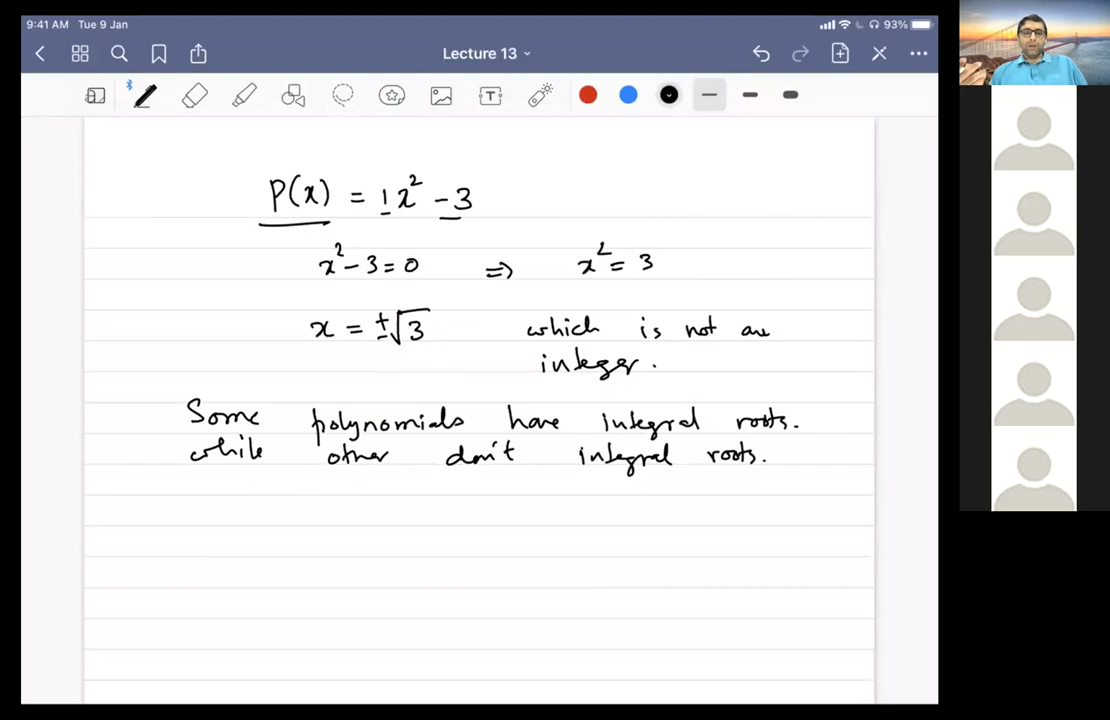 9:41 AM Tue 9 Jan
93%
Lecture 13
T
P(x) = 1x² - 3
x² - 3 = 0 ⇒ x² = 3
x = ±√3 which is not an
integer.
Some polynomials have integral roots.
while other don't integral roots.